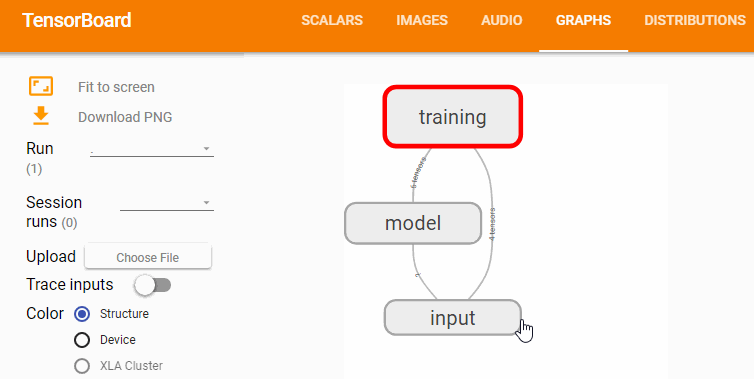 TensorBoard
SCALARS IMAGES AUDIO GRAPHS DISTRIBUTIONS
Fit to screen
Download PNG
Run
(1)
.
Session
runs (0)
Upload Choose File
Trace inputs
Color Structure
Device
XLA Cluster
training
6 tensors
4 tensors
model
input